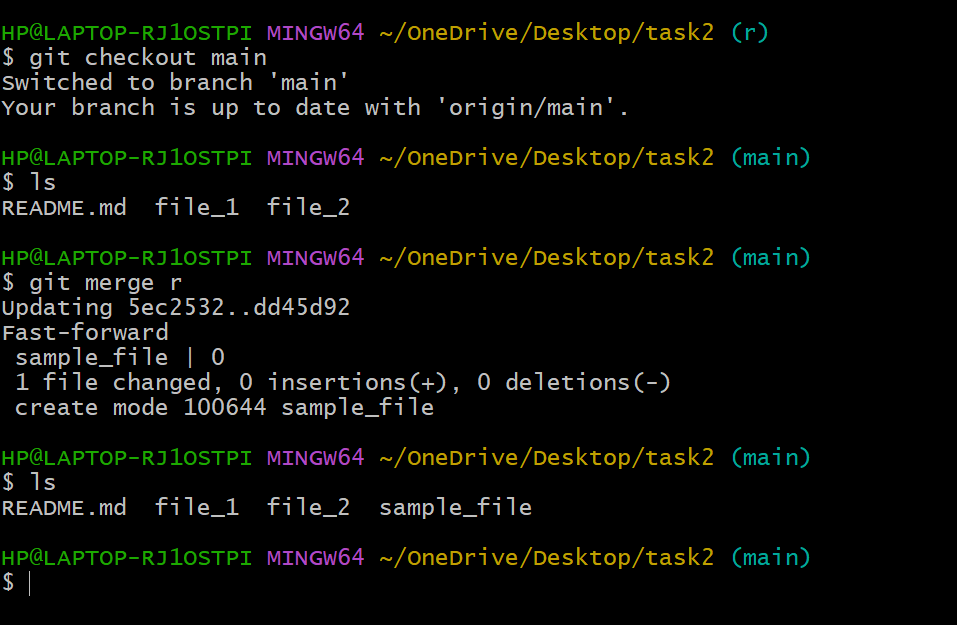 HP@LAPTOP-RJ1OSTPI MINGW64 ~/OneDrive/Desktop/task2 (r)
$ git checkout main
Switched to branch 'main'
Your branch is up to date with 'origin/main'.
HP@LAPTOP-RJ1OSTPI MINGW64 ~/OneDrive/Desktop/task2 (main)
$ ls
README.md  file_1  file_2
HP@LAPTOP-RJ1OSTPI MINGW64 ~/OneDrive/Desktop/task2 (main)
$ git merge r
Updating 5ec2532..dd45d92
Fast-forward
 sample_file | 0
 1 file changed, 0 insertions(+), 0 deletions(-)
 create mode 100644 sample_file
HP@LAPTOP-RJ1OSTPI MINGW64 ~/OneDrive/Desktop/task2 (main)
$ ls
README.md  file_1  file_2  sample_file
HP@LAPTOP-RJ1OSTPI MINGW64 ~/OneDrive/Desktop/task2 (main)
$